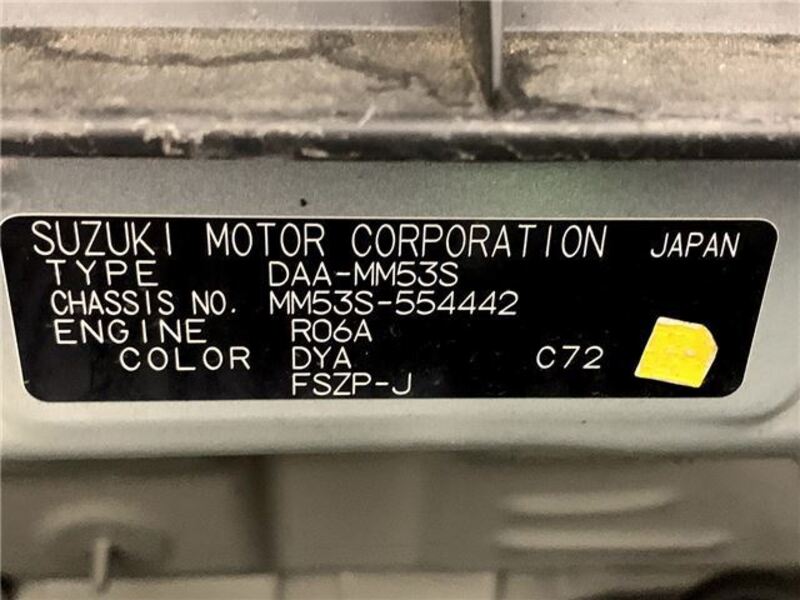 SUZUKI MOTOR CORPORATION JAPAN
TYPE DAA-MM53S
CHASSIS NO. MM53S-554442
ENGINE R06A
COLOR DYA C72
FSZP-J